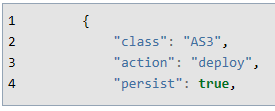 1 {
2 "class": "AS3",
3 "action": "deploy",
4 "persist": true,